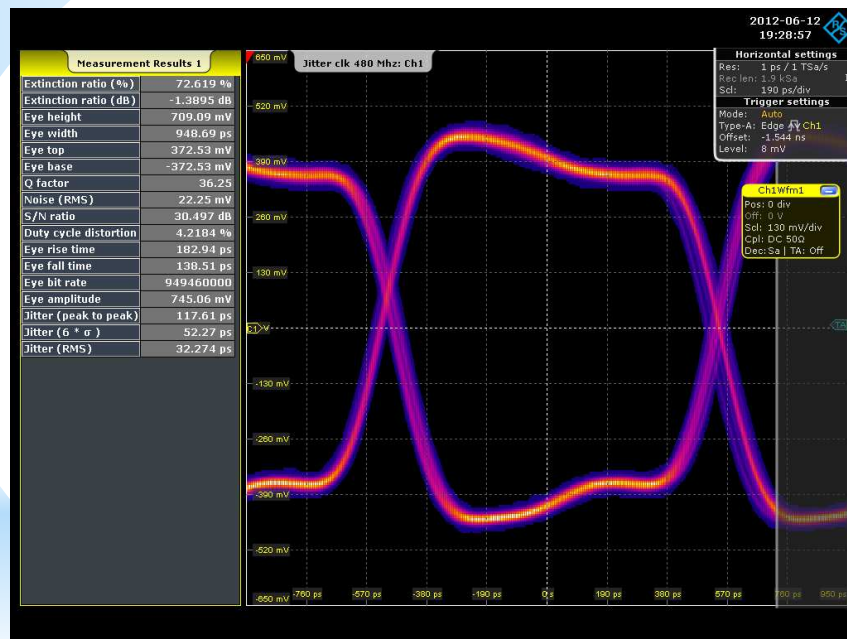 2012-06-12
19:28:57
Measurement Results 1
Extinction ratio (%) 72.619 %
Extinction ratio (dB) -1.3895 dB
Eye height 709.09 mV
Eye width 948.69 ps
Eye top 372.53 mV
Eye base -372.53 mV
Q factor 36.25
Noise (RMS) 22.25 mV
S/N ratio 30.497 dB
Duty cycle distortion 4.2184 %
Eye rise time 182.94 ps
Eye fall time 138.51 ps
Eye bit rate 949460000
Eye amplitude 745.06 mV
Jitter (peak to peak) 117.61 ps
Jitter (6 * σ ) 52.27 ps
Jitter (RMS) 32.274 ps
Jitter clk 480 Mhz: Ch1
650 mV
520 mV
390 mV
260 mV
130 mV
C1
-130 mV
-260 mV
-390 mV
-520 mV
-650 mV
-760 ps -570 ps -380 ps -190 ps 0 s 190 ps 380 ps 570 ps 760 ps 950 ps
TA
Horizontal settings
Res: 1 ps / 1 TSa/s
Rec len: 1.9 kSa
Scl: 190 ps/div
Trigger settings
Mode: Auto
Type-A: Edge Ch1
Offset: -1.544 ns
Level: 8 mV
Ch1Wfm1
Pos: 0 div
Off: 0 V
Scl: 130 mV/div
Cpl: DC 50Ω
Dec: Sa | TA: Off